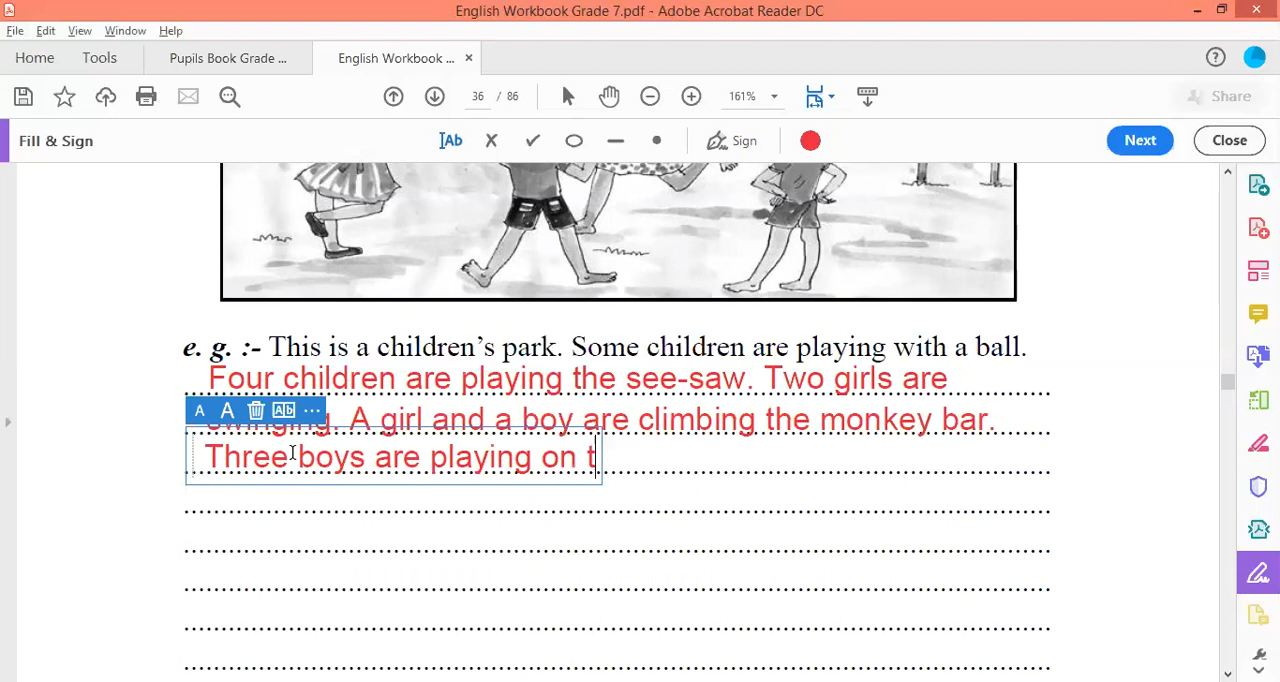 English Workbook Grade 7.pdf - Adobe Acrobat Reader DC
File Edit View Window Help
Home Tools Pupils Book Grade ... English Workbook ... ×
36 / 86 161% Share
Fill & Sign Ab Sign Next Close
e. g. :- This is a children's park. Some children are playing with a ball.
Four children are playing the see-saw. Two girls are
A A Ab ...
swinging. A girl and a boy are climbing the monkey bar.
Three boys are playing on t